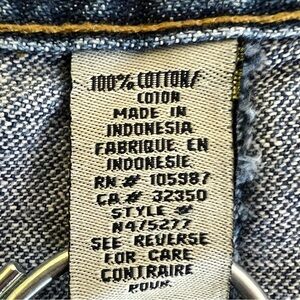 100% COTTON/
COTON
MADE IN
INDONESIA
FABRIQUE EN
INDONESIE
RN # 105987
CA # 32350
STYLE #
N475277
SEE REVERSE
FOR CARE
CONTRAIRE
POUR